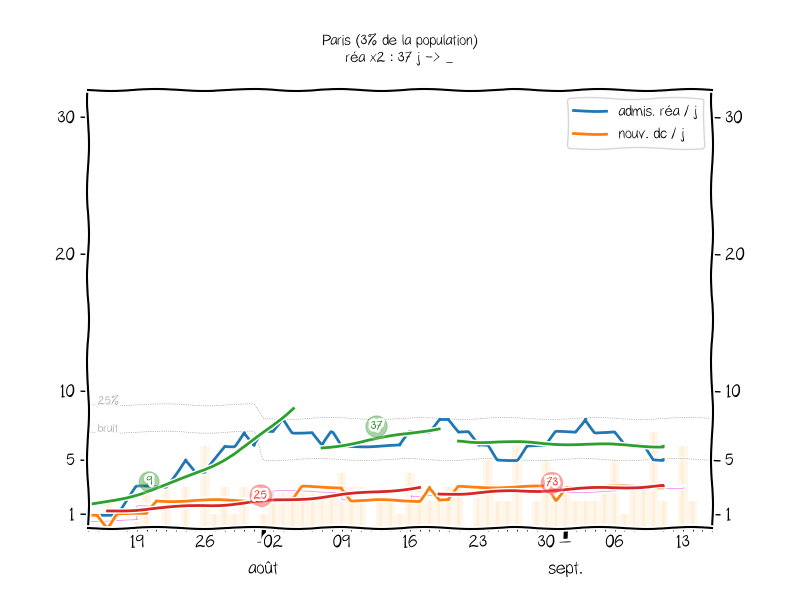 Paris (3% de la population)
réa x2 : 37 j -> _
admis. réa / j
nouv. dc / j
30
30
20
20
10
10
25%
bruit
5
5
1
1
9
25
37
73
19 26 02 09 16 23 30 06 13
août sept.